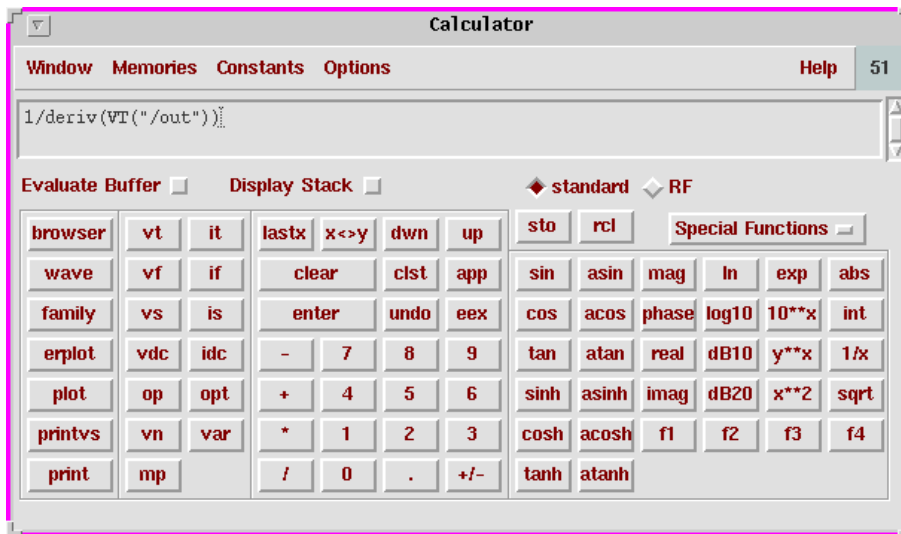 Calculator
Window Memories Constants Options Help 51
1/deriv(VT("/out"))
Evaluate Buffer Display Stack standard RF
browser vt it lastx x<>y dwn up sto rcl Special Functions
wave vf if clear clst app sin asin mag ln exp abs
family vs is enter undo eex cos acos phase log10 10**x int
erplot vdc idc - 7 8 9 tan atan real dB10 y**x 1/x
plot op opt + 4 5 6 sinh asinh imag dB20 x**2 sqrt
printvs vn var * 1 2 3 cosh acosh f1 f2 f3 f4
print mp / 0 . +/- tanh atanh